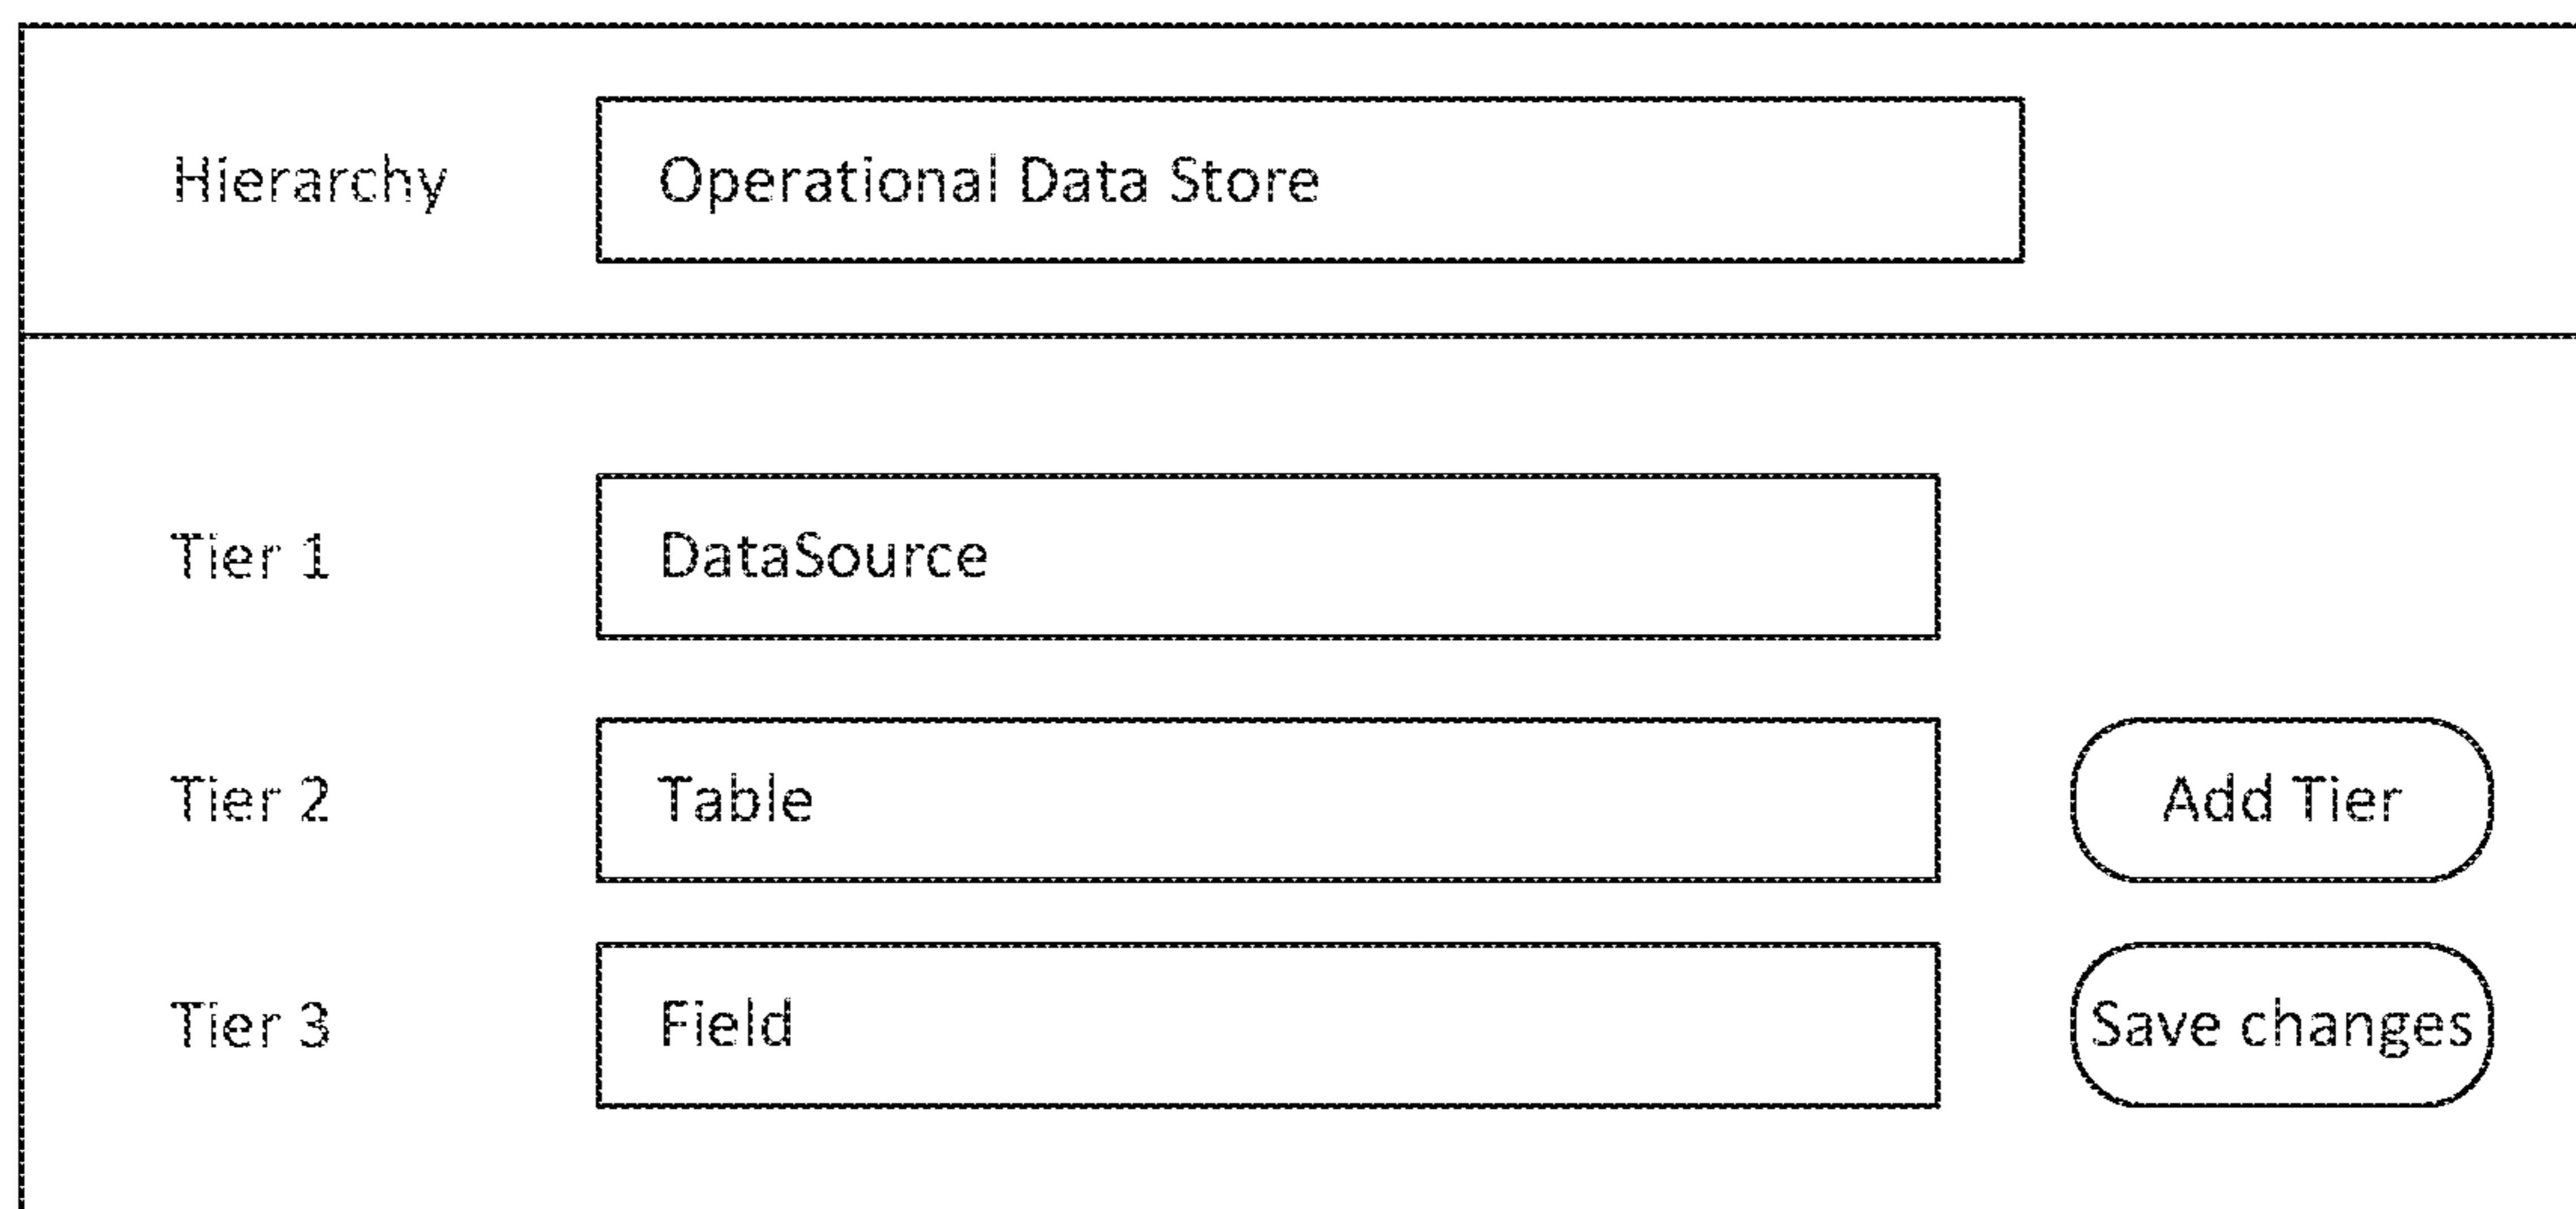 Hierarchy Operational Data Store
Tier 1 DataSource
Tier 2 Table Add Tier
Tier 3 Field Save changes